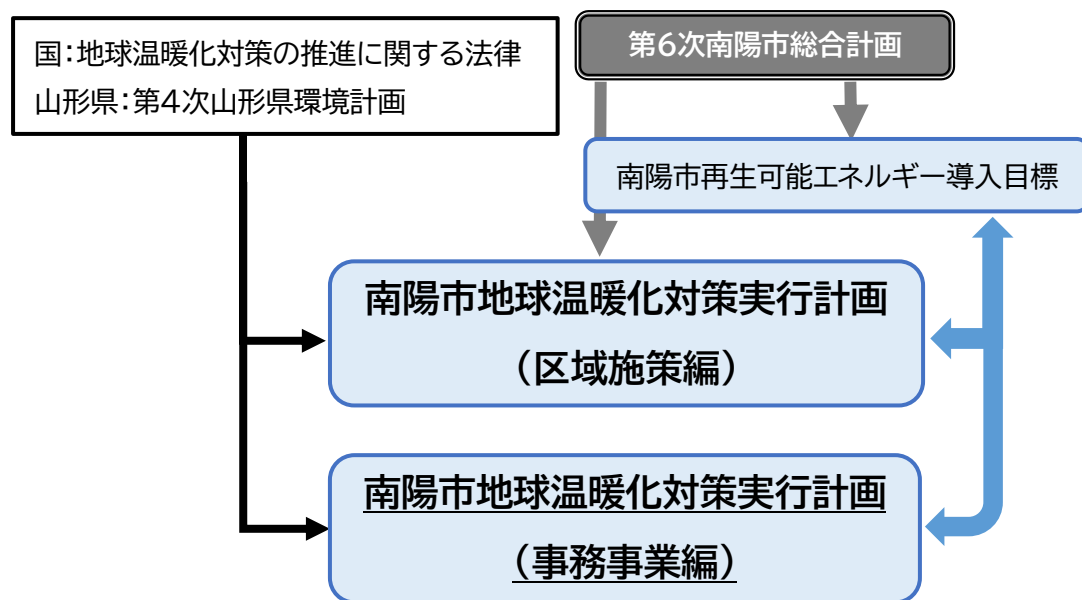 国：地球温暖化対策の推進に関する法律
山形県：第4次山形県環境計画
第6次南陽市総合計画
南陽市再生可能エネルギー導入目標
南陽市地球温暖化対策実行計画
（区域施策編）
南陽市地球温暖化対策実行計画
（事務事業編）